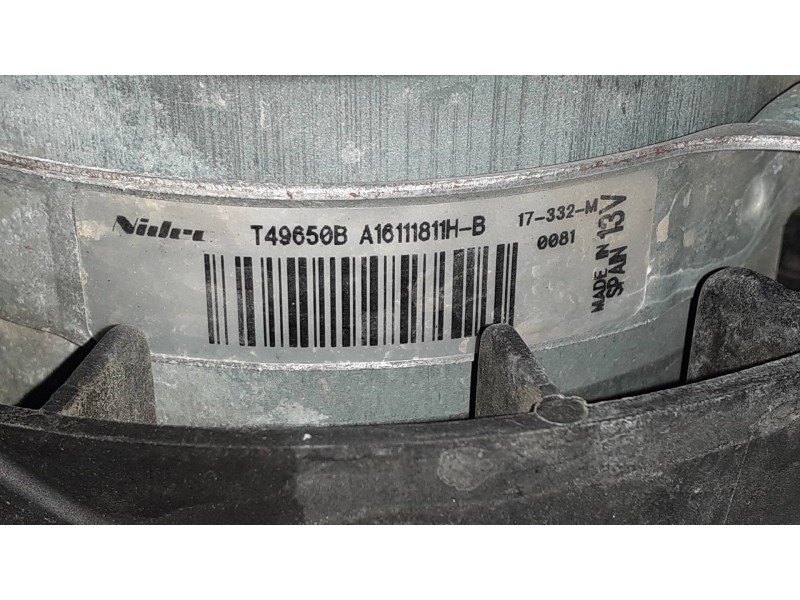 Nidec T49650B A16111811H-B 17-332-M
0081
MADE IN
SPAIN 13V